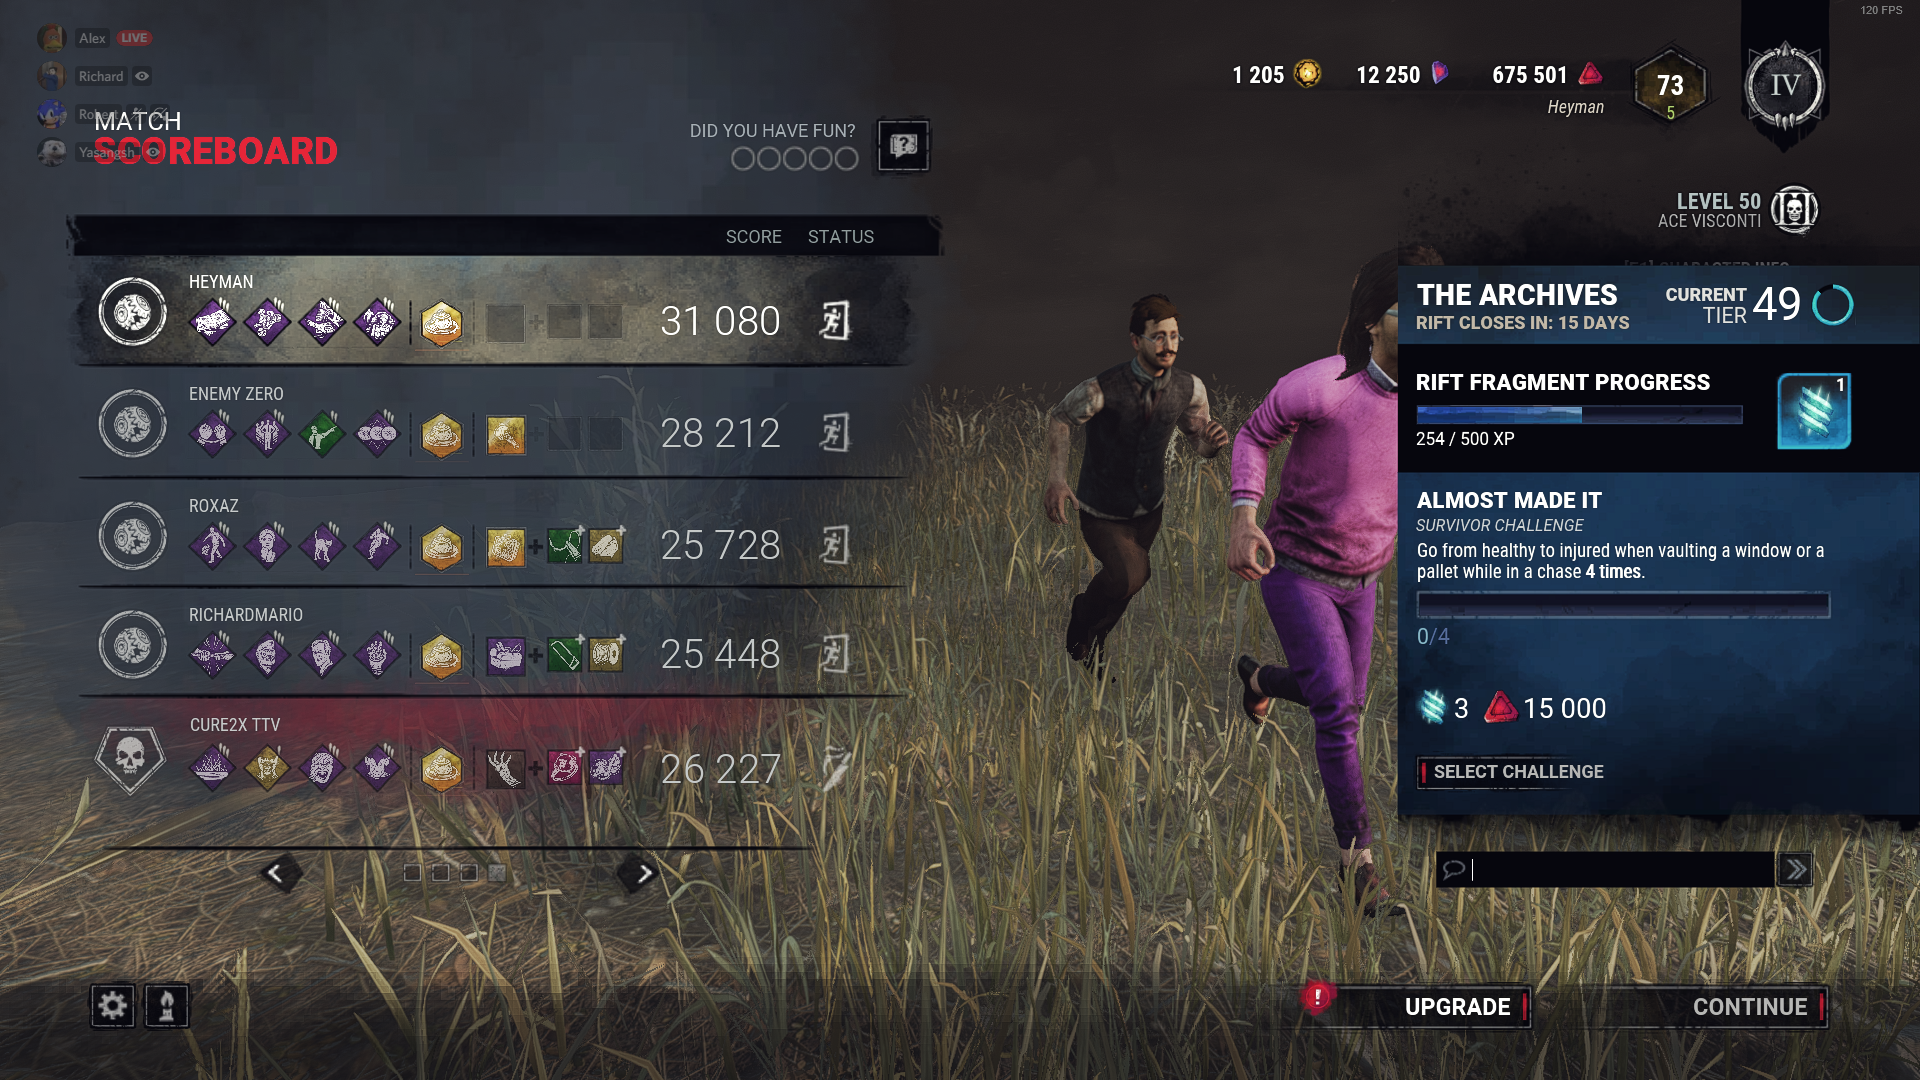 120 FPS
Alex LIVE
Richard
Yasangsh
MATCH
SCOREBOARD
DID YOU HAVE FUN?
1 205
12 250
675 501
Heyman
73
5
IV
LEVEL 50
ACE VISCONTI
SCORE STATUS
HEYMAN
31 080
ENEMY ZERO
28 212
ROXAZ
25 728
RICHARDMARIO
25 448
CURE2X TTV
26 227
CHARACTER INFO
THE ARCHIVES
RIFT CLOSES IN: 15 DAYS
CURRENT
TIER 49
RIFT FRAGMENT PROGRESS
1
254 / 500 XP
ALMOST MADE IT
SURVIVOR CHALLENGE
Go from healthy to injured when vaulting a window or a
pallet while in a chase 4 times.
0/4
3 15 000
SELECT CHALLENGE
UPGRADE
CONTINUE